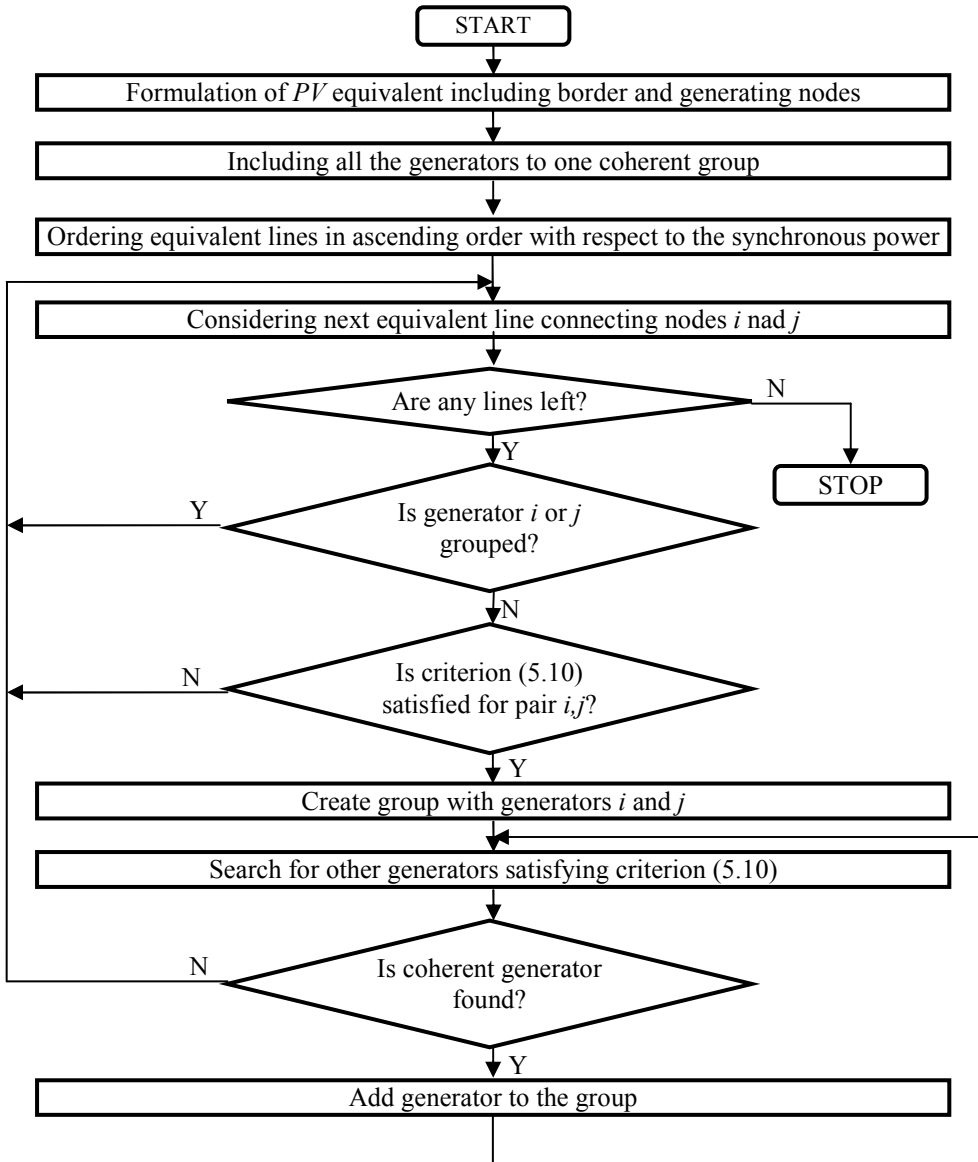 START
Formulation of PV equivalent including border and generating nodes
Including all the generators to one coherent group
Ordering equivalent lines in ascending order with respect to the synchronous power
Considering next equivalent line connecting nodes i nad j
Are any lines left?
N
Y
STOP
Is generator i or j
grouped?
Y
N
Is criterion (5.10)
satisfied for pair i,j?
N
Y
Create group with generators i and j
Search for other generators satisfying criterion (5.10)
Is coherent generator
found?
N
Y
Add generator to the group